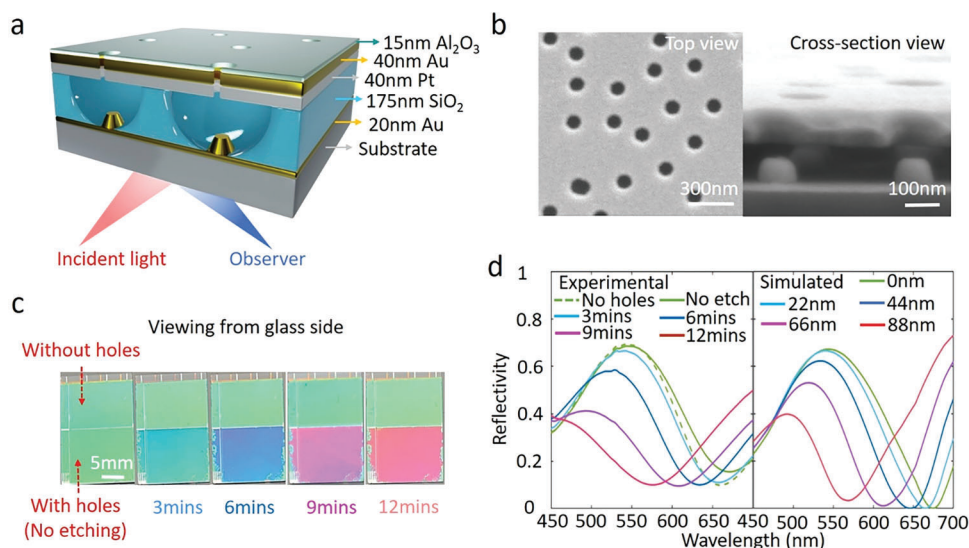 a
15nm Al₂O₃
40nm Au
40nm Pt
175nm SiO₂
20nm Au
Substrate
Incident light
Observer
b
Top view
300nm
Cross-section view
100nm
c
Viewing from glass side
Without holes
5mm
With holes
(No etching)
3mins
6mins
9mins
12mins
d
Reflectivity
1
0.8
0.6
0.4
0.2
0
Experimental
No holes
No etch
3mins
6mins
9mins
12mins
Simulated
0nm
22nm
44nm
66nm
88nm
450 500 550 600 650 450 500 550 600 650 700
Wavelength (nm)